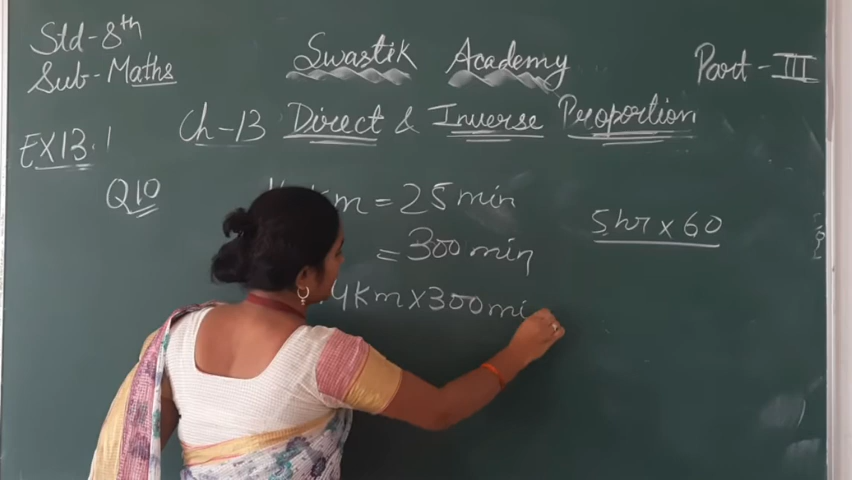 Std-8th
Sub-Maths
Swastik Academy
Part-III
Ch-13 Direct & Inverse Proportion
EX13.1
Q10
km = 25 min
= 300 min
4km×300mi
5hr×60